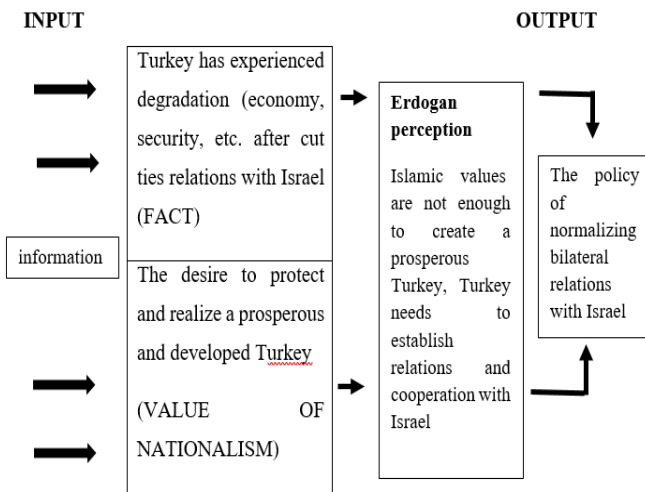 INPUT
OUTPUT
information
Turkey has experienced
degradation (economy,
security, etc. after cut
ties relations with Israel
(FACT)
The desire to protect
and realize a prosperous
and developed Turkey
(VALUE OF
NATIONALISM)
Erdogan
perception
Islamic values
are not enough
to create a
prosperous
Turkey, Turkey
needs to
establish
relations and
cooperation with
Israel
The policy
of
normalizing
bilateral
relations
with Israel